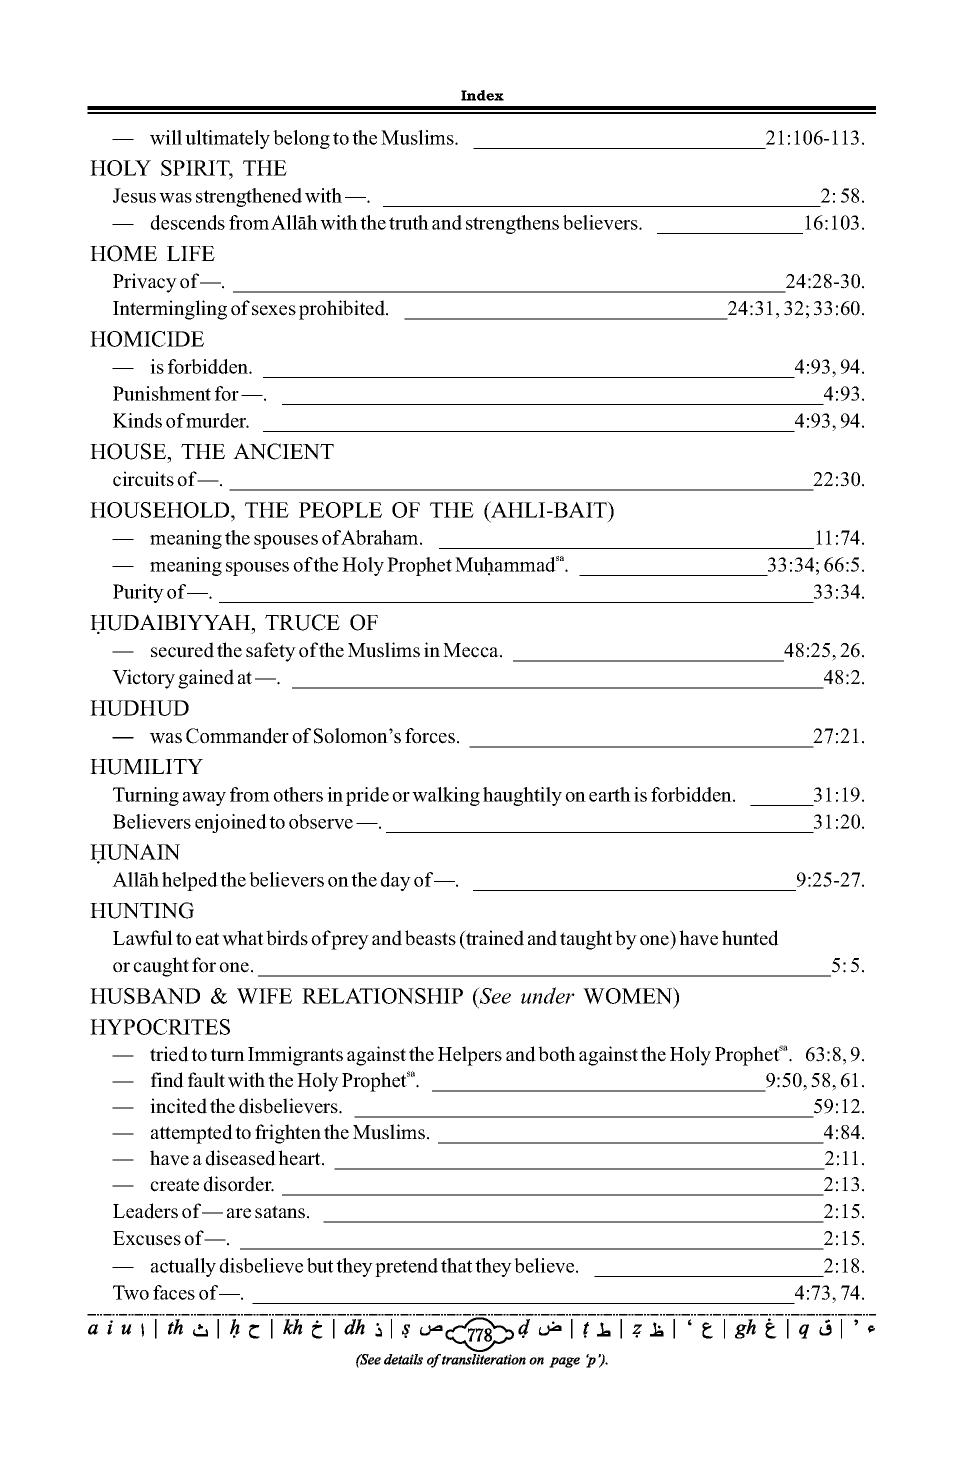 Index
— will ultimately belong to the Muslims. 21:106-113.
HOLY SPIRIT, THE
Jesus was strengthened with —. 2: 58.
— descends from Allāh with the truth and strengthens believers. 16:103.
HOME LIFE
Privacy of —. 24:28-30.
Intermingling of sexes prohibited. 24:31, 32; 33:60.
HOMICIDE
— is forbidden. 4:93, 94.
Punishment for —. 4:93.
Kinds of murder. 4:93, 94.
HOUSE, THE ANCIENT
circuits of —. 22:30.
HOUSEHOLD, THE PEOPLE OF THE (AHLI-BAIT)
— meaning the spouses of Abraham. 11:74.
— meaning spouses of the Holy Prophet Muḥammadsa. 33:34; 66:5.
Purity of —. 33:34.
ḤUDAIBIYYAH, TRUCE OF
— secured the safety of the Muslims in Mecca. 48:25, 26.
Victory gained at —. 48:2.
HUDHUD
— was Commander of Solomon’s forces. 27:21.
HUMILITY
Turning away from others in pride or walking haughtily on earth is forbidden. 31:19.
Believers enjoined to observe —. 31:20.
ḤUNAIN
Allāh helped the believers on the day of —. 9:25-27.
HUNTING
Lawful to eat what birds of prey and beasts (trained and taught by one) have hunted
or caught for one. 5: 5.
HUSBAND & WIFE RELATIONSHIP (See under WOMEN)
HYPOCRITES
— tried to turn Immigrants against the Helpers and both against the Holy Prophetsa. 63:8, 9.
— find fault with the Holy Prophetsa. 9:50, 58, 61.
— incited the disbelievers. 59:12.
— attempted to frighten the Muslims. 4:84.
— have a diseased heart. 2:11.
— create disorder. 2:13.
Leaders of — are satans. 2:15.
Excuses of —. 2:15.
— actually disbelieve but they pretend that they believe. 2:18.
Two faces of —. 4:73, 74.
a i u ا | th ث | ḥ ح | kh خ | dh ذ | ṣ ص 778 ḍ ض | ṭ ط | ẓ ظ | ‘ ع | gh غ | q ق | ’ ء
(See details of transliteration on page ‘p’).